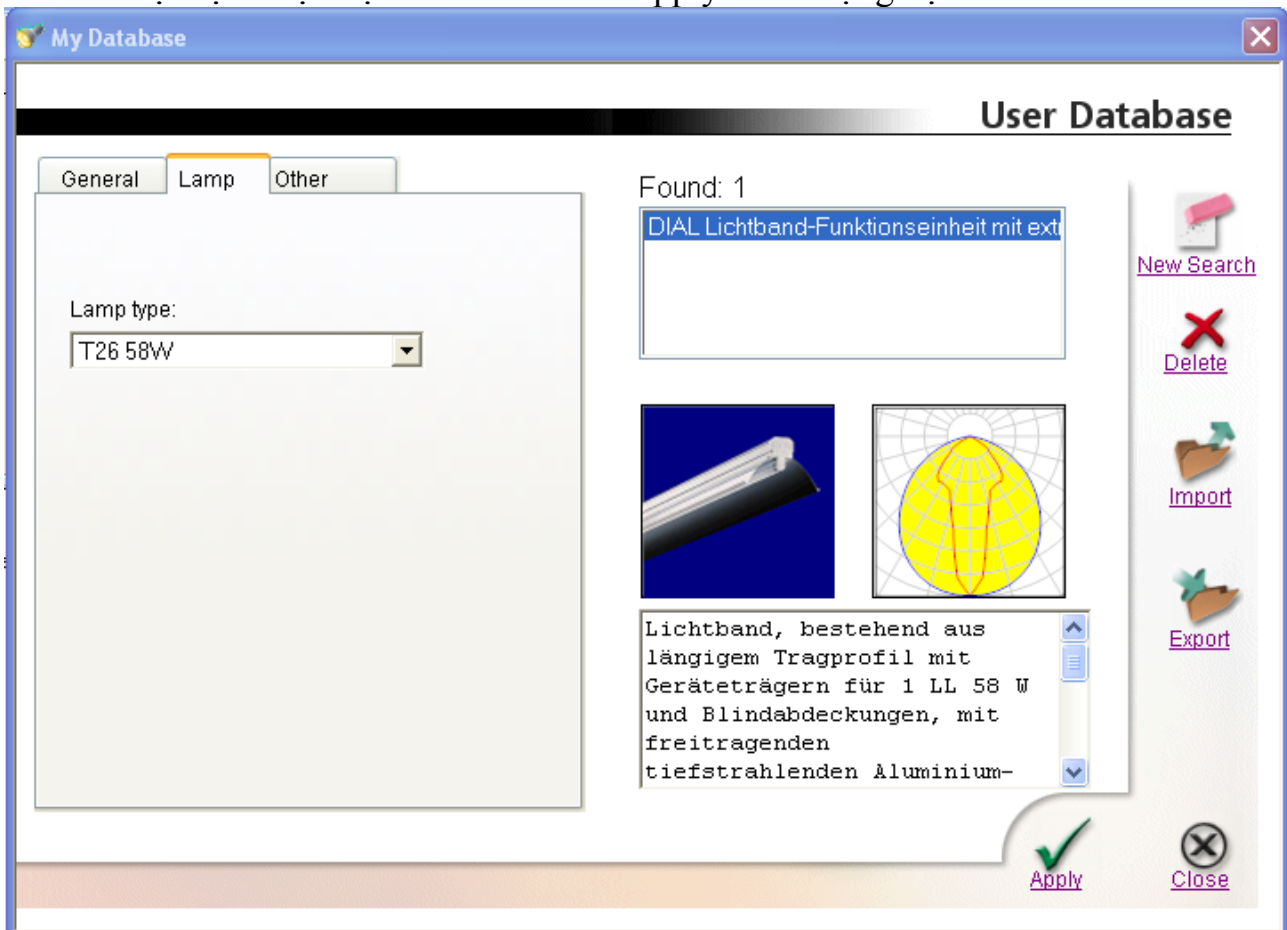 My Database
User Database
General Lamp Other
Lamp type:
T26 58W
Found: 1
DIAL Lichtband-Funktionseinheit mit
Lichtband, bestehend aus
längigem Tragprofil mit
Geräteträgern für 1 LL 58 W
und Blindabdeckungen, mit
freitragenden
tiefstrahlenden Aluminium-
New Search
Delete
Import
Export
Apply
Close